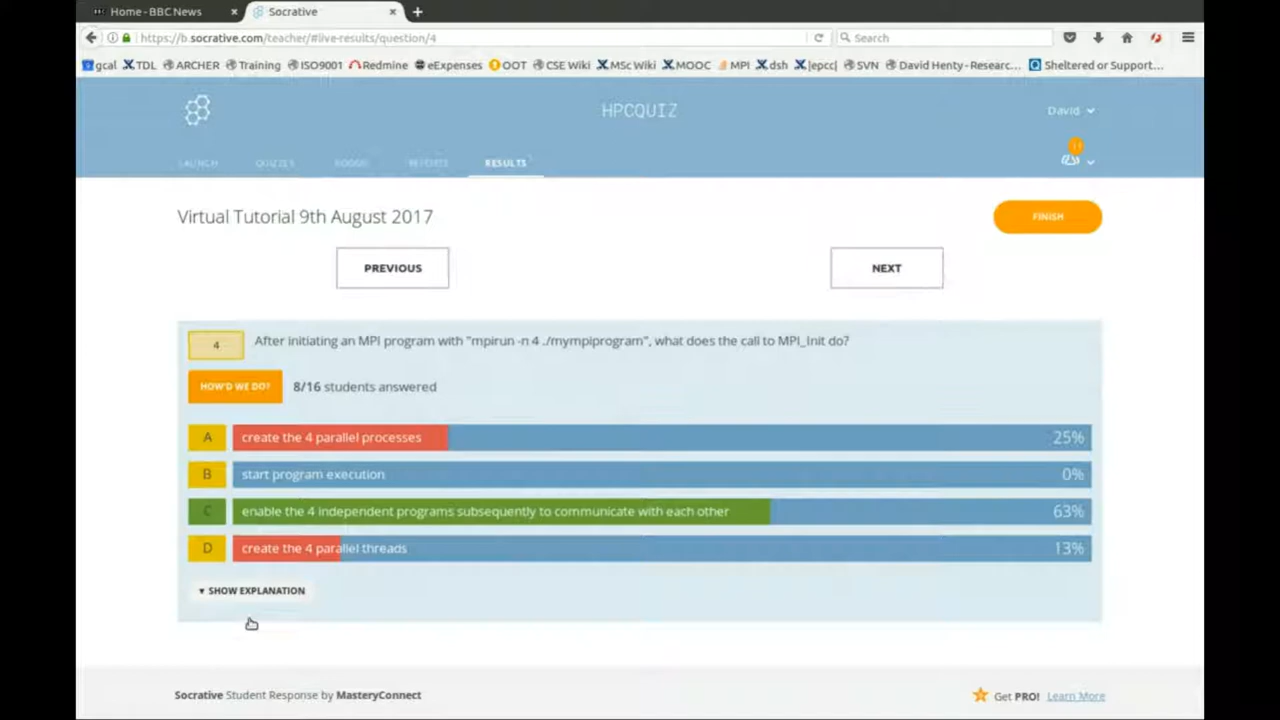 Home - BBC News
Socrative
https://b.socrative.com/teacher/#live-results/question/4
Search
gcal TDL ARCHER Training ISO9001 Redmine eExpenses OOT CSE Wiki MSc Wiki MOOC MPI dsh |epcc| SVN David Henty - Researc... Sheltered or Support...
HPCQUIZ
David
LAUNCH QUIZZES ROOMS REPORTS RESULTS
Virtual Tutorial 9th August 2017
FINISH
PREVIOUS
NEXT
4
After initiating an MPI program with "mpirun -n 4 ./mympiprogram", what does the call to MPI_Init do?
HOW'D WE DO?
8/16 students answered
A create the 4 parallel processes 25%
B start program execution 0%
C enable the 4 independent programs subsequently to communicate with each other 63%
D create the 4 parallel threads 13%
▼ SHOW EXPLANATION
Socrative Student Response by MasteryConnect
Get PRO! Learn More